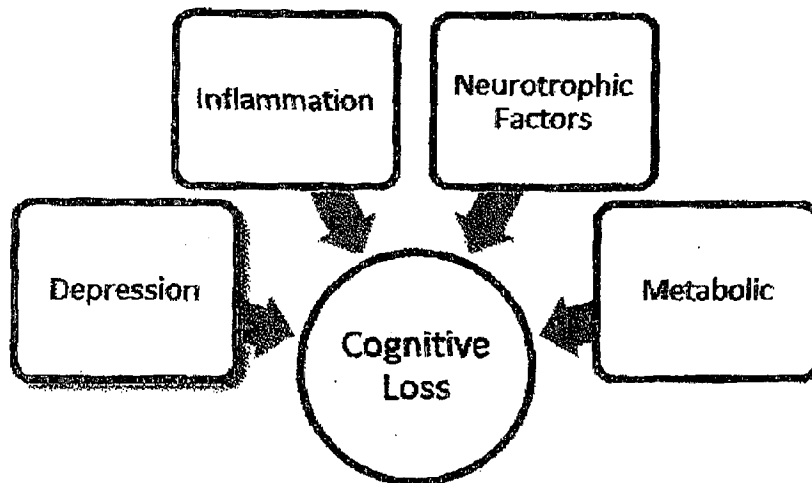 Inflammation
Neurotrophic
Factors
Depression
Metabolic
Cognitive
Loss